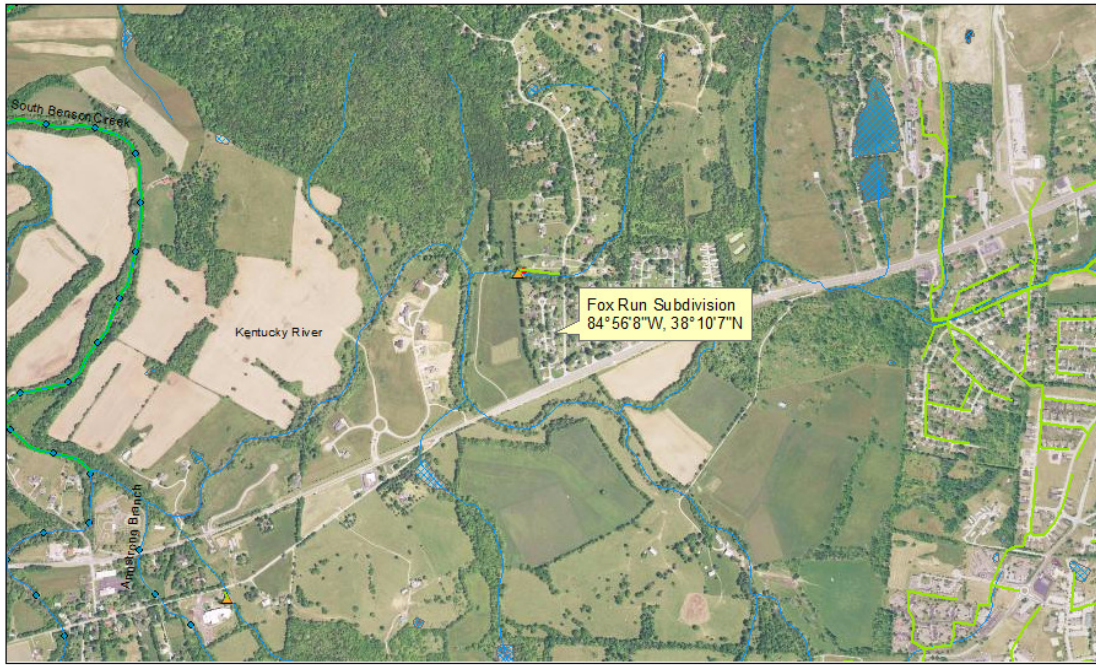 South Benson Creek
Fox Run Subdivision
84°56'8"W, 38°10'7"N
Kentucky River
Armstrong Branch